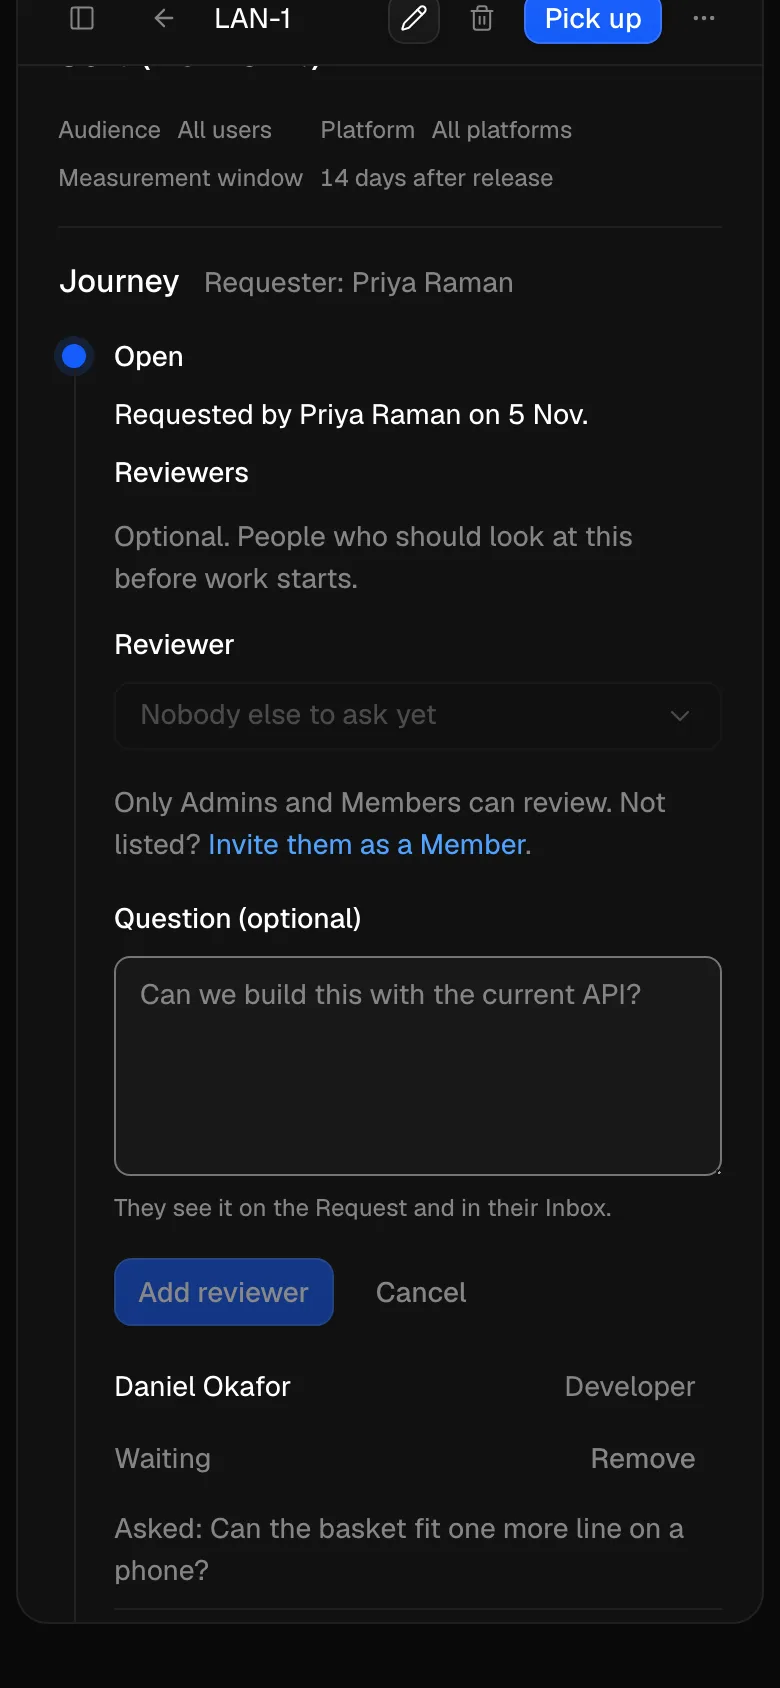 LAN-1
Pick up
Audience All users Platform All platforms
Measurement window 14 days after release
Journey Requester: Priya Raman
Open
Requested by Priya Raman on 5 Nov.
Reviewers
Optional. People who should look at this
before work starts.
Reviewer
Nobody else to ask yet
Only Admins and Members can review. Not
listed? Invite them as a Member.
Question (optional)
Can we build this with the current API?
They see it on the Request and in their Inbox.
Add reviewer Cancel
Daniel Okafor Developer
Waiting Remove
Asked: Can the basket fit one more line on a
phone?